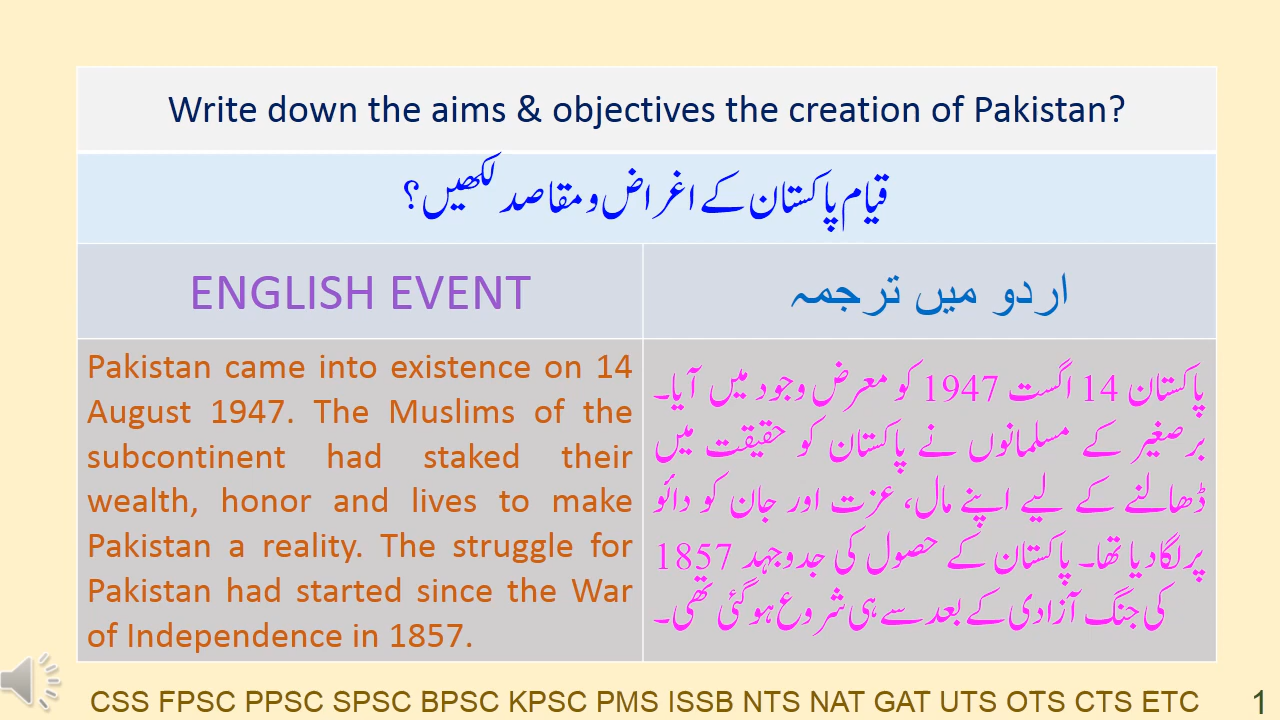 Write down the aims & objectives the creation of Pakistan?
قیام پاکستان کے اغراض و مقاصد لکھیں؟
ENGLISH EVENT
اردو میں ترجمہ
Pakistan came into existence on 14
August 1947. The Muslims of the
subcontinent had staked their
wealth, honor and lives to make
Pakistan a reality. The struggle for
Pakistan had started since the War
of Independence in 1857.
پاکستان 14 اگست 1947 کو معرض وجود میں آیا۔
برصغیر کے مسلمانوں نے پاکستان کو حقیقت میں
ڈھالنے کے لیے اپنے مال، عزت اور جان کو دائو
پر لگا دیا تھا۔ پاکستان کے حصول کی جدوجہد 1857
کی جنگ آزادی کے بعد سے ہی شروع ہو گئی تھی۔
CSS FPSC PPSC SPSC BPSC KPSC PMS ISSB NTS NAT GAT UTS OTS CTS ETC
1